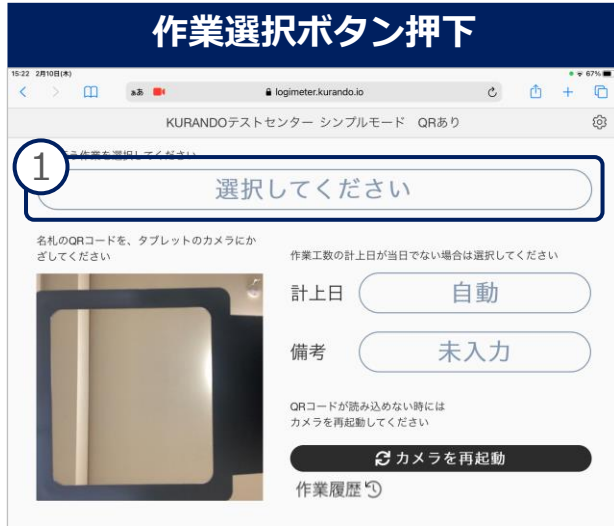 作業選択ボタン押下
15:22 2月10日(木)
67%
ああ
logimeter.kurando.io
KURANDOテストセンター シンプルモード QRあり
1
う作業を選択してください
選択してください
名札のQRコードを、タブレットのカメラにか
ざしてください
作業工数の計上日が当日でない場合は選択してください
計上日
自動
備考
未入力
QRコードが読み込めない時には
カメラを再起動してください
カメラを再起動
作業履歴